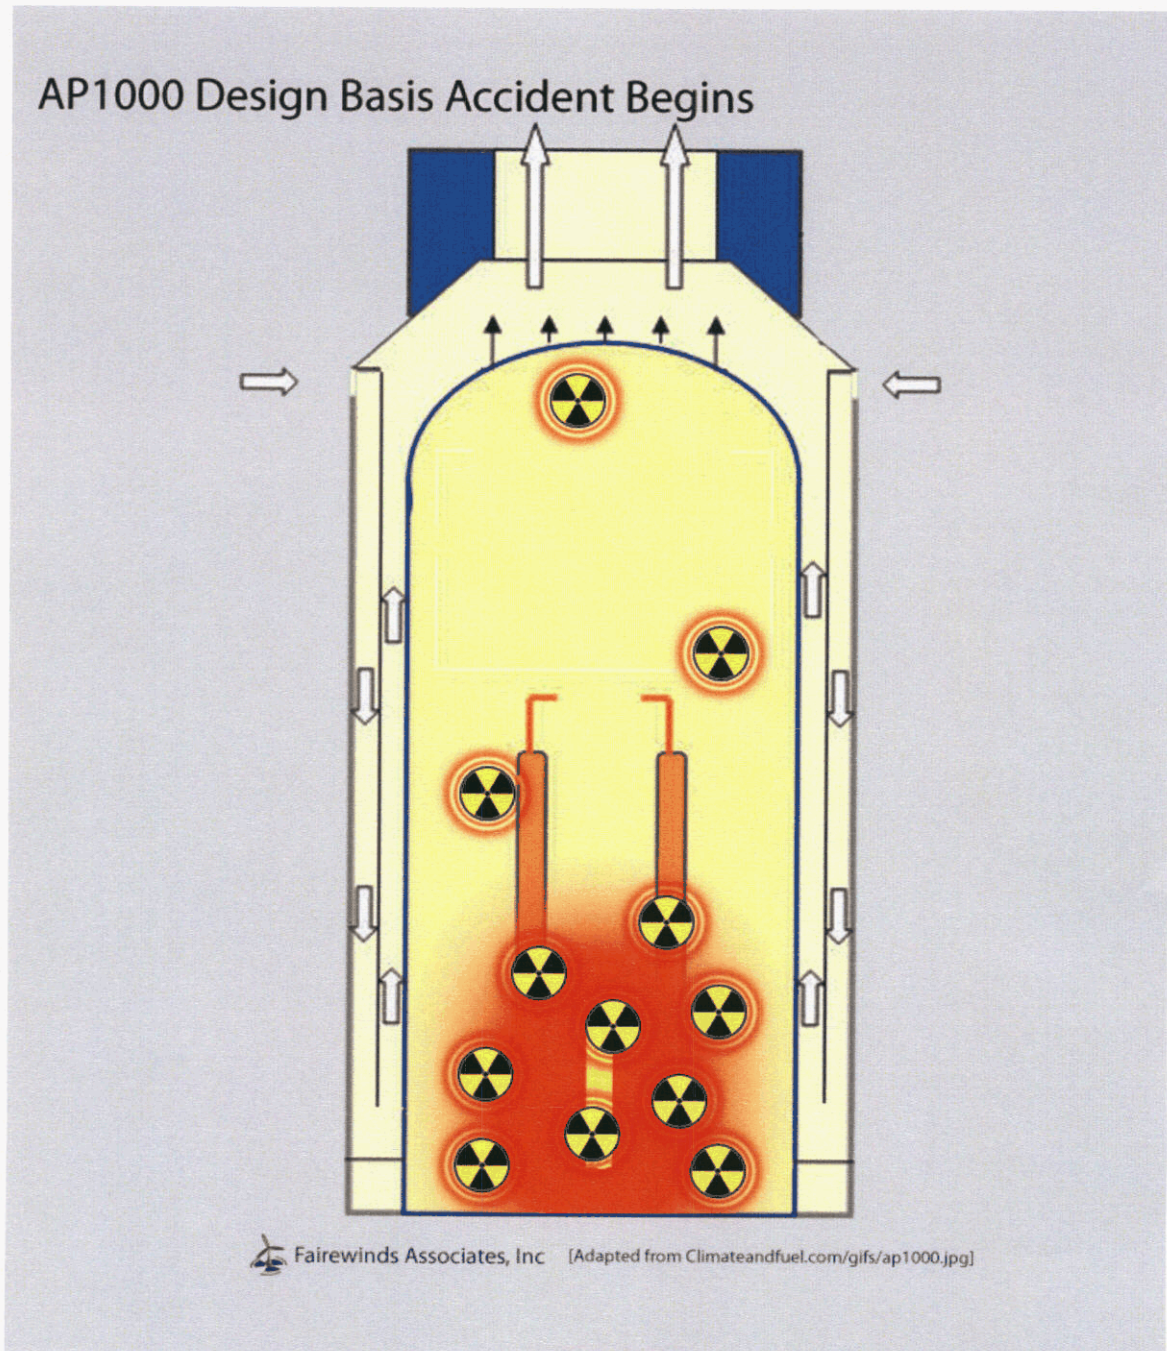 AP1000 Design Basis Accident Begins
Fairewinds Associates, Inc [Adapted from Climateandfuel.com/gifs/ap1000.jpg]